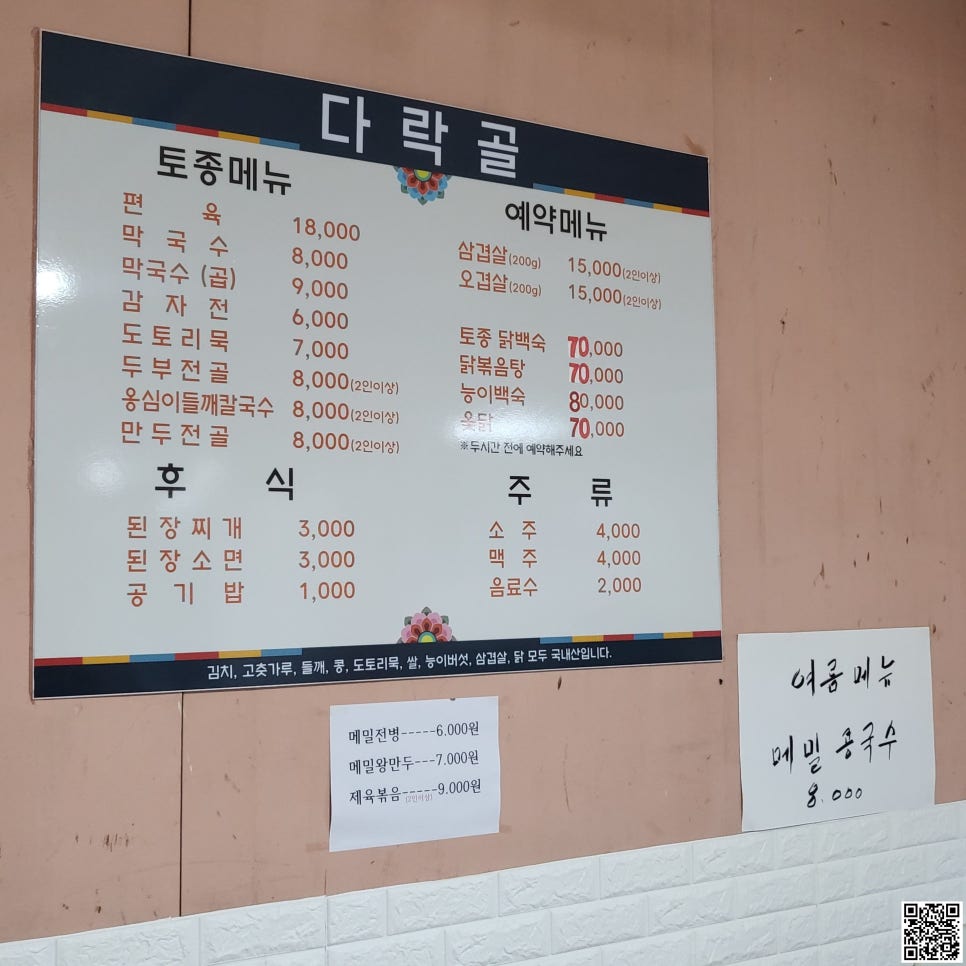 다락골
토종메뉴
편육 18,000
막국수 8,000
막국수 (곱) 9,000
감자전 6,000
도토리묵 7,000
두부전골 8,000(2인이상)
옹심이들깨칼국수 8,000(2인이상)
만두전골 8,000(2인이상)
예약메뉴
삼겹살(200g) 15,000(2인이상)
오겹살(200g) 15,000(2인이상)
토종 닭백숙 70,000
닭볶음탕 70,000
능이백숙 80,000
옻닭 70,000
※두시간 전에 예약해주세요
후식
된장찌개 3,000
된장소면 3,000
공기밥 1,000
주류
소주 4,000
맥주 4,000
음료수 2,000
김치, 고춧가루, 들깨, 콩, 도토리묵, 쌀, 능이버섯, 삼겹살, 닭 모두 국내산입니다.
메밀전병-----6.000원
메밀왕만두---7.000원
제육볶음-----9.000원
(2인이상)
여름 메뉴
메밀 콩국수
8.000